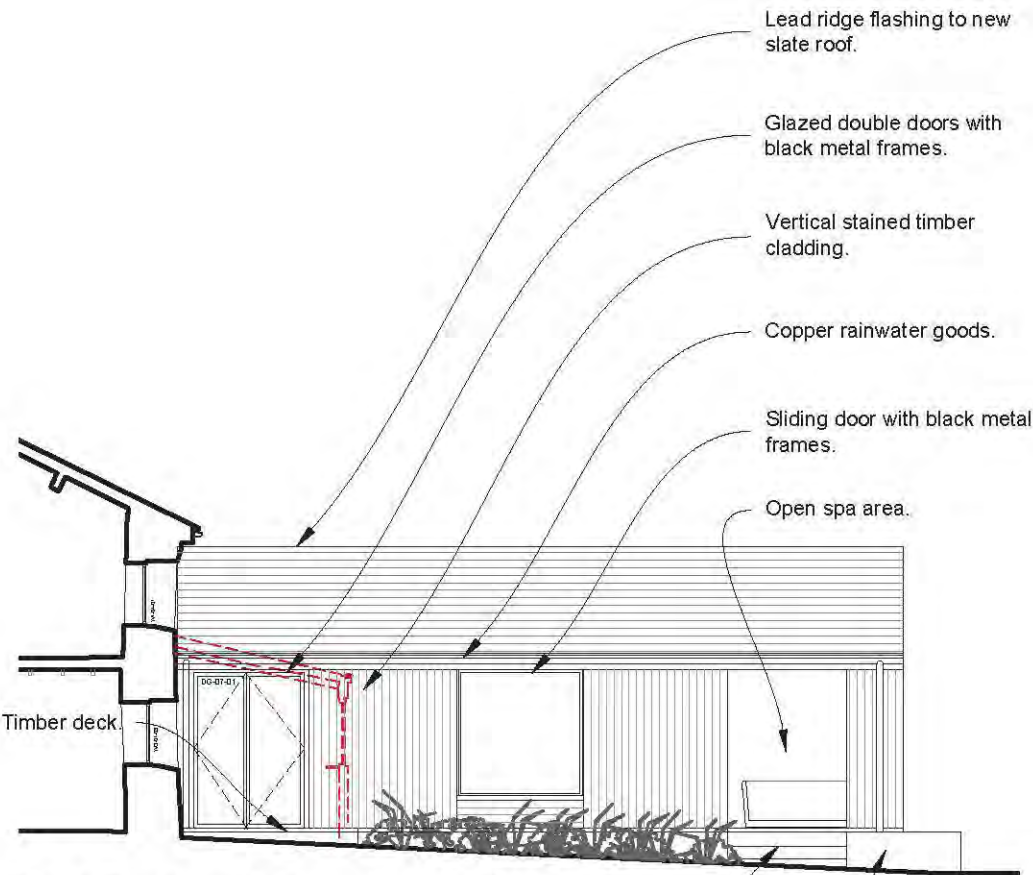 Lead ridge flashing to new
slate roof.
Glazed double doors with
black metal frames.
Vertical stained timber
cladding.
Copper rainwater goods.
Sliding door with black metal
frames.
Open spa area.
DG-07-01
Timber deck.